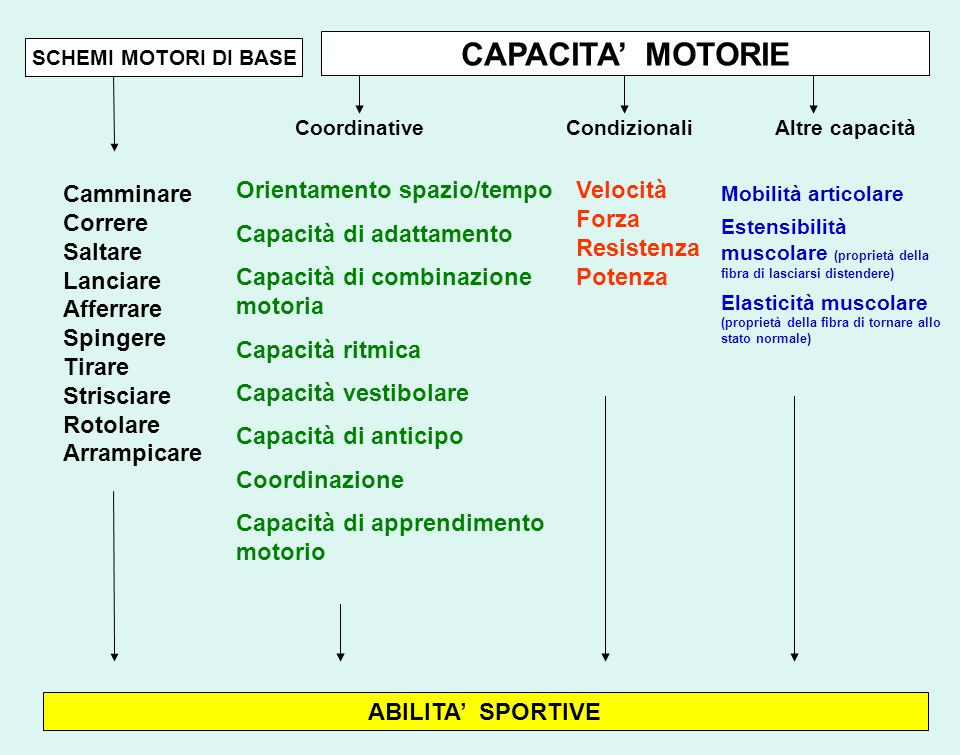 SCHEMI MOTORI DI BASE
CAPACITA’ MOTORIE
Coordinative
Condizionali
Altre capacità
Camminare
Correre
Saltare
Lanciare
Afferrare
Spingere
Tirare
Strisciare
Rotolare
Arrampicare
Orientamento spazio/tempo
Capacità di adattamento
Capacità di combinazione
motoria
Capacità ritmica
Capacità vestibolare
Capacità di anticipo
Coordinazione
Capacità di apprendimento
motorio
Velocità
Forza
Resistenza
Potenza
Mobilità articolare
Estensibilità
muscolare (proprietà della
fibra di lasciarsi distendere)
Elasticità muscolare
(proprietà della fibra di tornare allo
stato normale)
ABILITA’ SPORTIVE